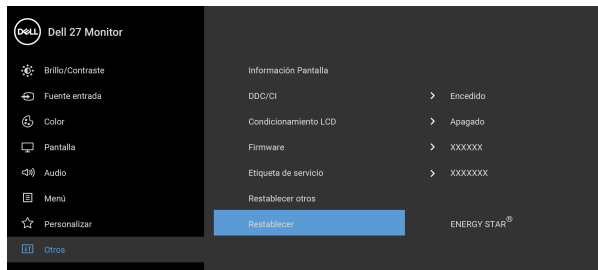 DELL Dell 27 Monitor
Brillo/Contraste
Información Pantalla
Fuente entrada
DDC/CI > Encedido
Color
Condicionamiento LCD > Apagado
Pantalla
Firmware > XXXXXX
Audio
Etiqueta de servicio > XXXXXXX
Menú
Restablecer otros
Personalizar
Restablecer ENERGY STAR®
Otros